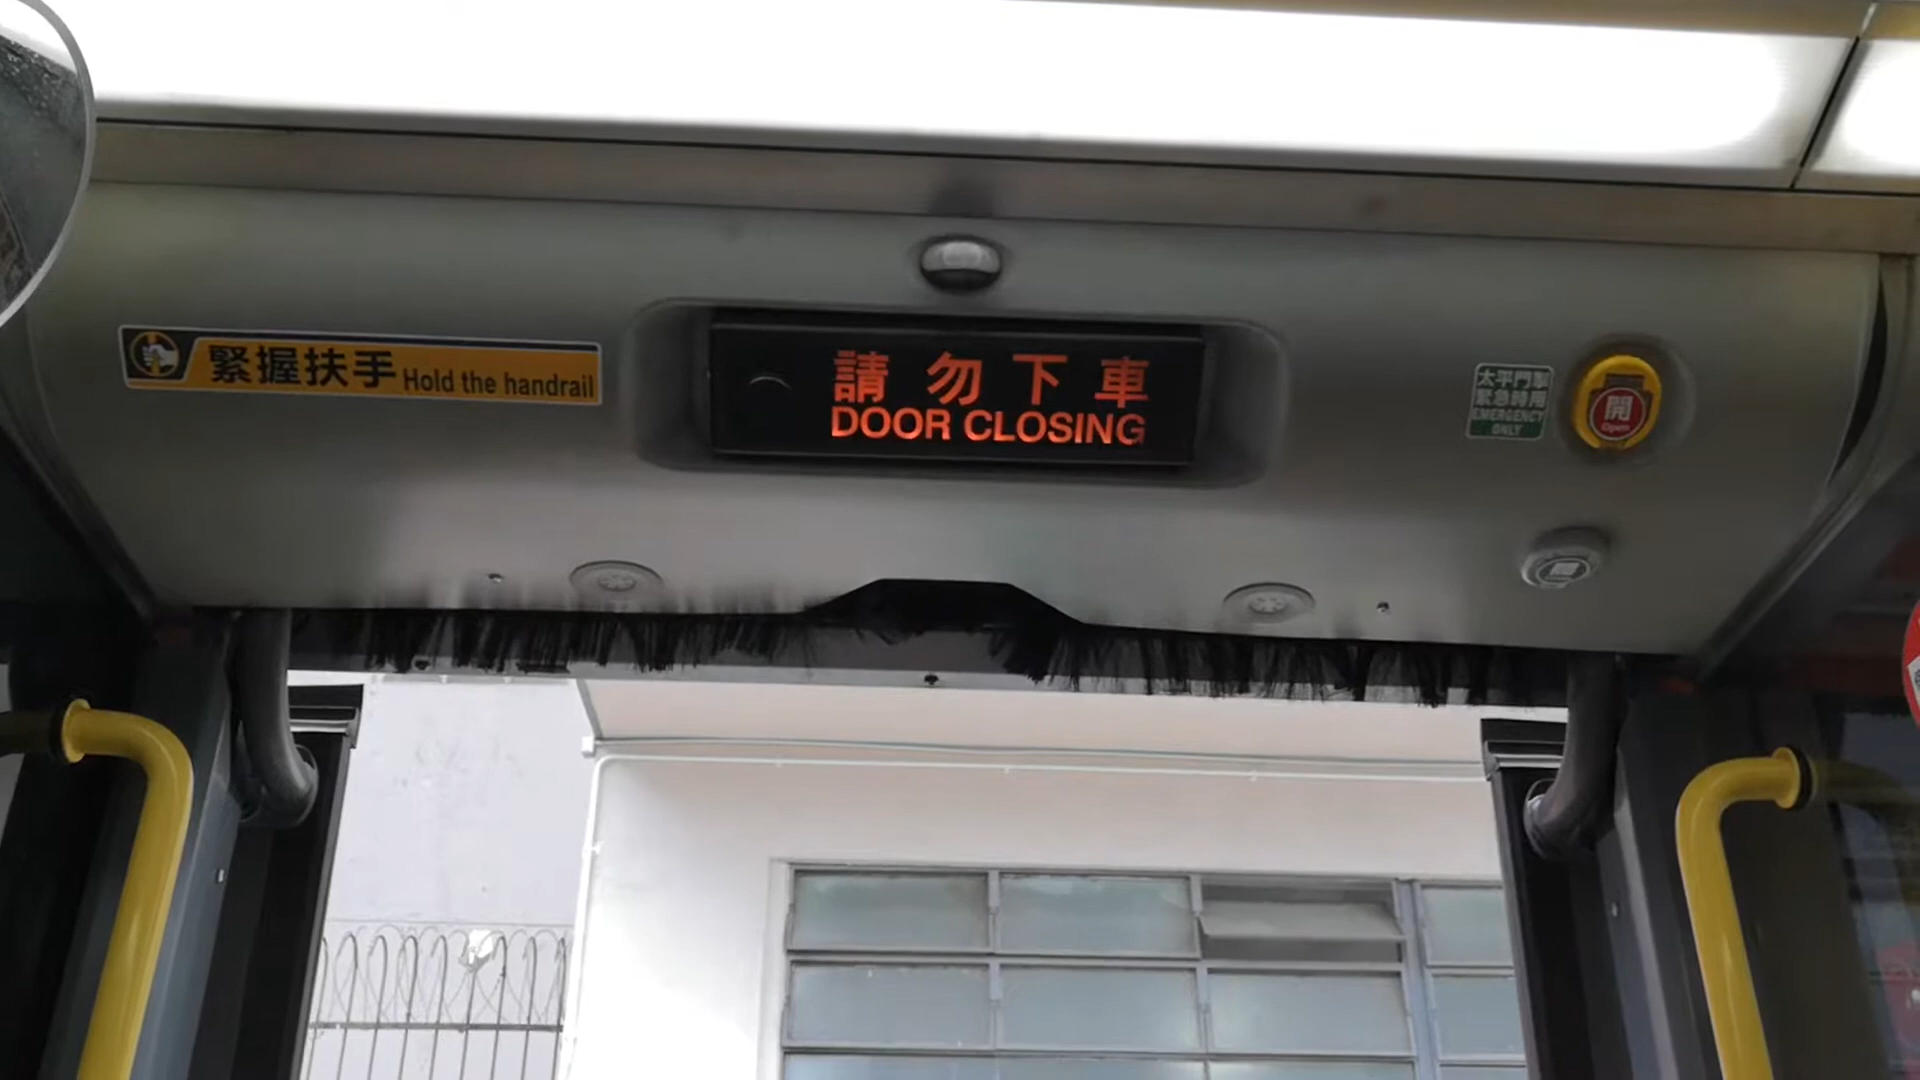 緊握扶手 Hold the handrail
請勿下車
DOOR CLOSING
太平門掣
緊急時用
EMERGENCY
ONLY
開
Open